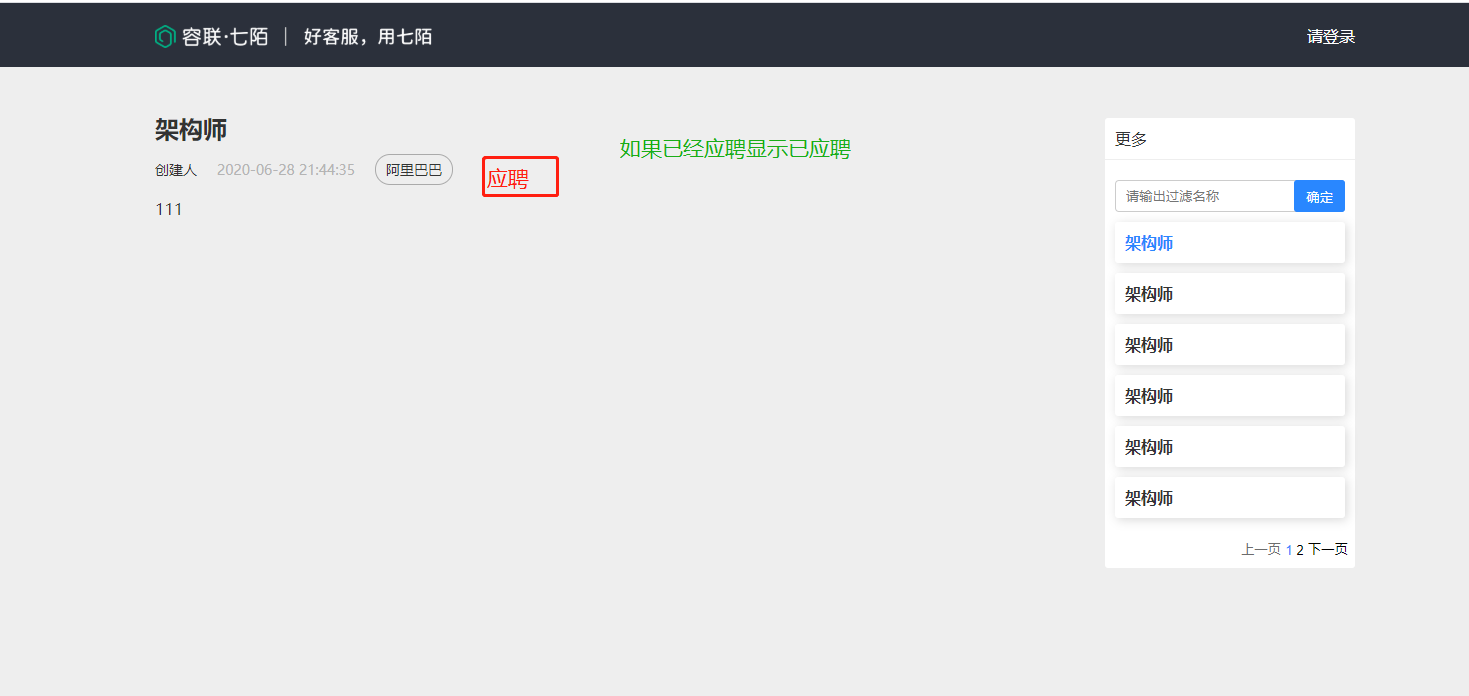 容联·七陌 | 好客服，用七陌
请登录
架构师
创建人 2020-06-28 21:44:35 阿里巴巴
应聘
如果已经应聘显示已应聘
111
更多
请输出过滤名称 确定
架构师
架构师
架构师
架构师
架构师
架构师
上一页 1 2 下一页